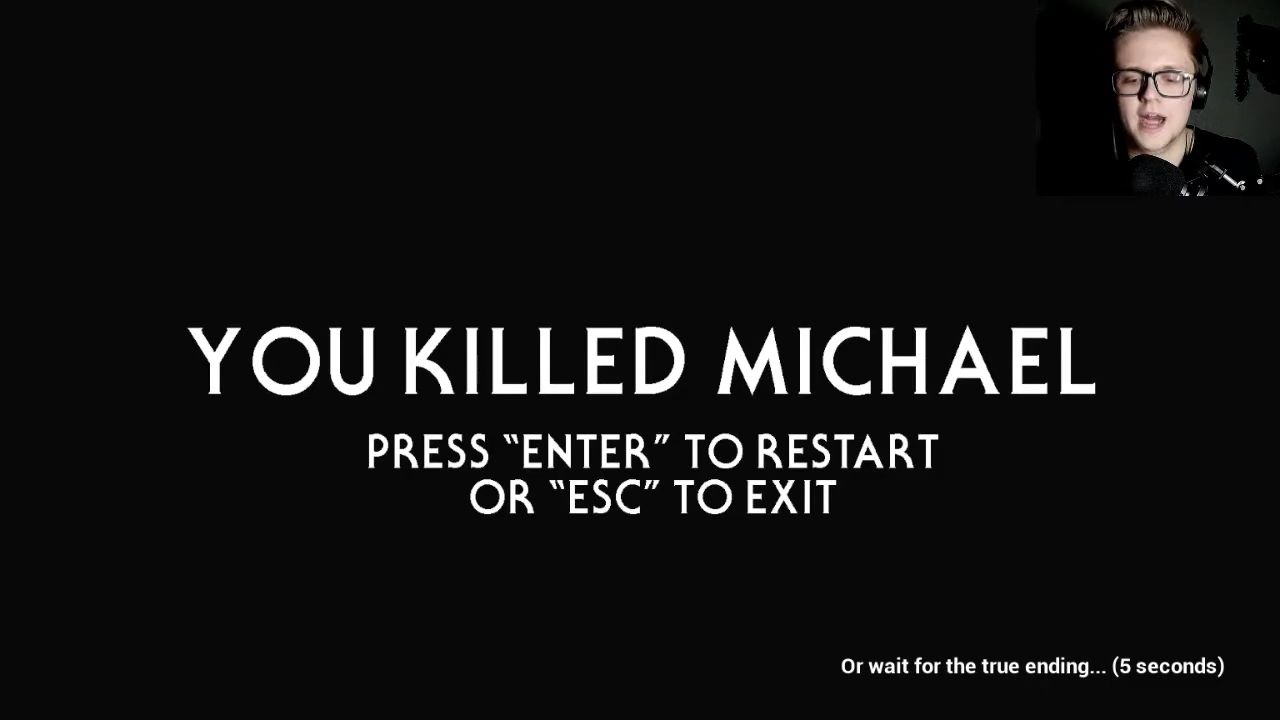 YOU KILLED MICHAEL
PRESS “ENTER” TO RESTART
OR “ESC” TO EXIT
Or wait for the true ending... (5 seconds)